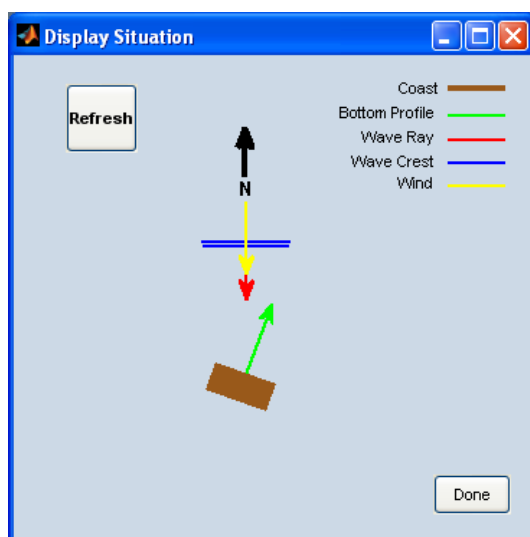 Display Situation
Refresh
Coast
Bottom Profile
Wave Ray
Wave Crest
Wind
N
Done